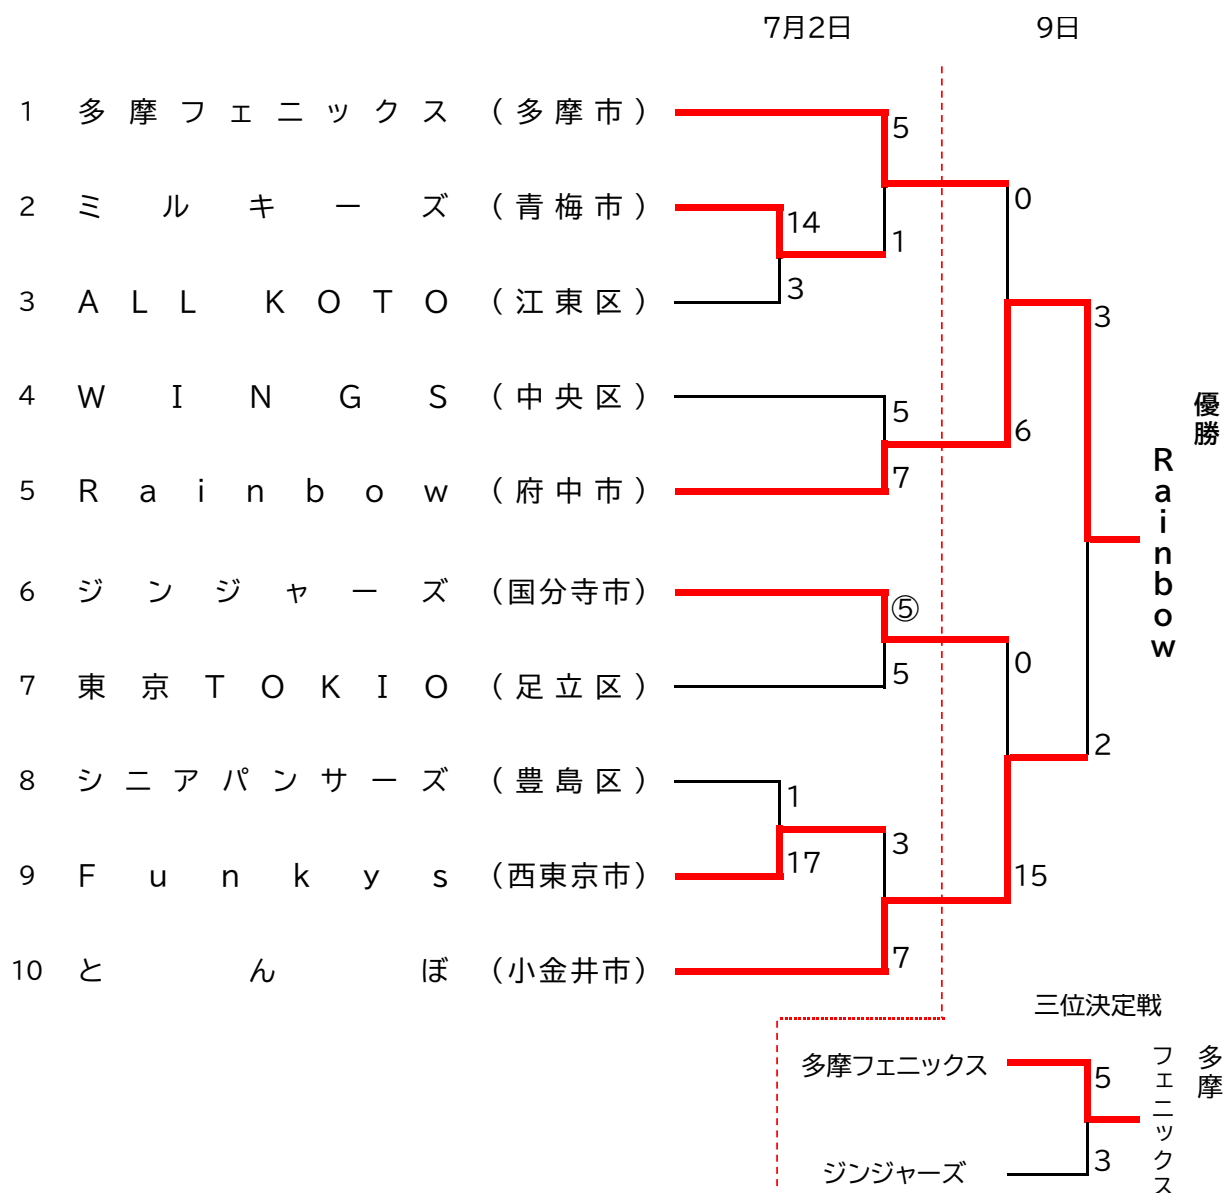 7月2日 9日
1 多摩フェニックス (多摩市)
5
0
2 ミルキーズ (青梅市)
14
1
3 ALL KOTO (江東区)
3
3
4 WINGS (中央区)
5
6
5 Rainbow (府中市)
7
優勝
Rainbow
6 ジンジャーズ (国分寺市)
⑤
0
7 東京TOKIO (足立区)
5
2
8 シニアパンサーズ (豊島区)
1
3
9 Funkys (西東京市)
17
15
10 とんぼ (小金井市)
7
三位決定戦
多摩フェニックス
5
ジンジャーズ
3
多摩
フェニックス